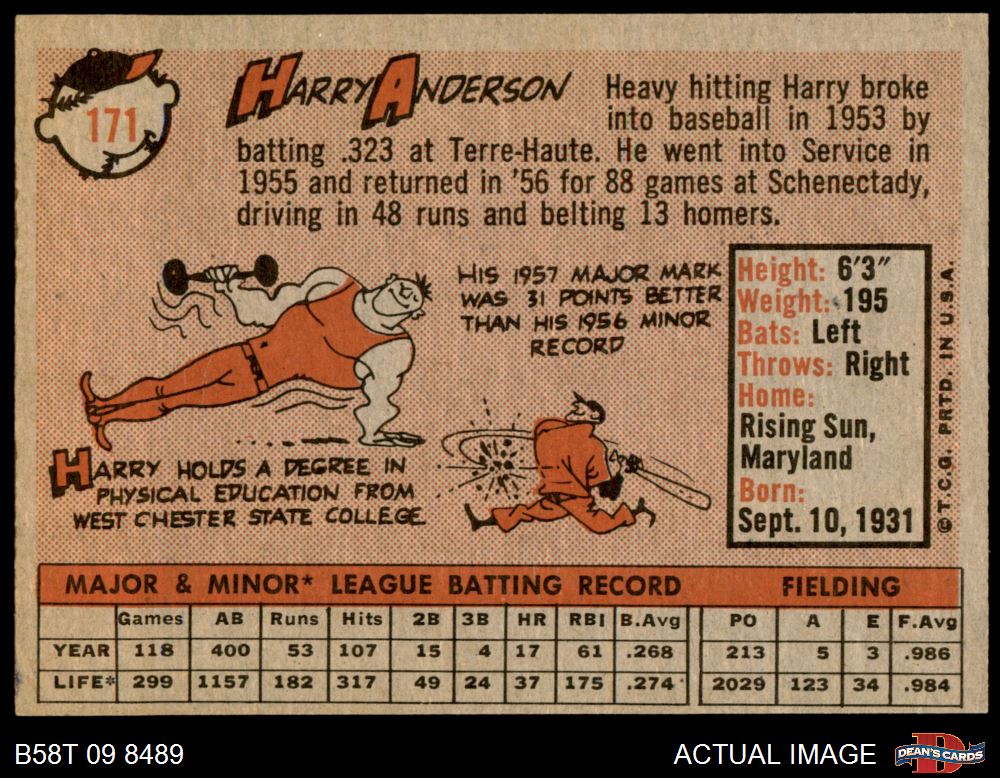 171
HARRY ANDERSON
Heavy hitting Harry broke
into baseball in 1953 by
batting .323 at Terre-Haute. He went into Service in
1955 and returned in '56 for 88 games at Schenectady,
driving in 48 runs and belting 13 homers.
HIS 1957 MAJOR MARK
WAS 31 POINTS BETTER
THAN HIS 1956 MINOR
RECORD
HARRY HOLDS A DEGREE IN
PHYSICAL EDUCATION FROM
WEST CHESTER STATE COLLEGE.
Height: 6'3"
Weight: 195
Bats: Left
Throws: Right
Home:
Rising Sun,
Maryland
Born:
Sept. 10, 1931
© T.C.G. PRTD. IN U.S.A.
MAJOR & MINOR* LEAGUE BATTING RECORD FIELDING
Games AB Runs Hits 2B 3B HR RBI B.Avg PO A E F.Avg
YEAR 118 400 53 107 15 4 17 61 .268 213 5 3 .986
LIFE* 299 1157 182 317 49 24 37 175 .274 2029 123 34 .984
B58T 09 8489
ACTUAL IMAGE
DEAN'S CARDS